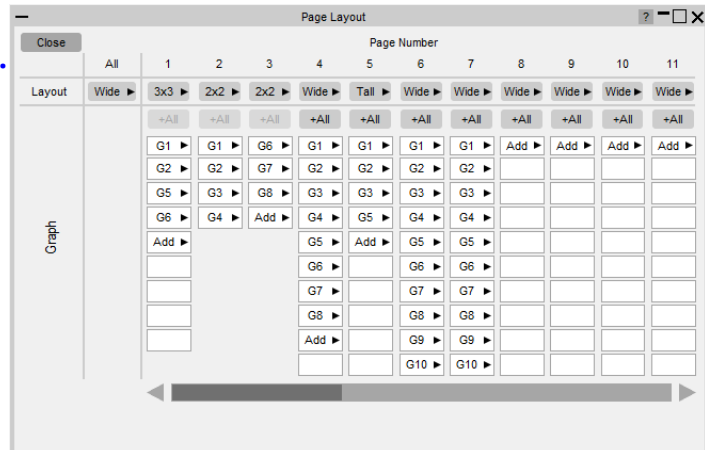 Page Layout ?
Close Page Number
All 1 2 3 4 5 6 7 8 9 10 11
Layout Wide 3x3 2x2 2x2 Wide Tall Wide Wide Wide Wide Wide Wide
+All +All +All +All +All +All +All +All +All +All +All
G1 G1 G6 G1 G1 G1 G1 Add Add Add Add
G2 G2 G7 G2 G2 G2 G2
G5 G3 G8 G3 G3 G3 G3
G6 G4 Add G4 G5 G4 G4
Graph
Add G5 Add G5 G5
G6 G6 G6
G7 G7 G7
G8 G8 G8
Add G9 G9
G10 G10